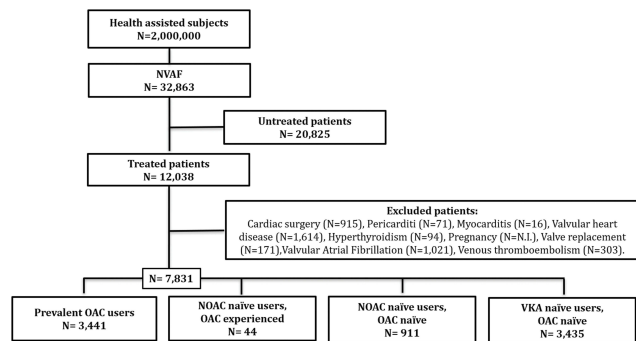 Health assisted subjects
N=2,000,000
NVAF
N= 32,863
Untreated patients
N= 20,825
Treated patients
N= 12,038
Excluded patients:
Cardiac surgery (N=915), Pericarditi (N=71), Myocarditis (N=16), Valvular heart
disease (N=1,614), Hyperthyroidism (N=94), Pregnancy (N=N.I.), Valve replacement
(N=171),Valvular Atrial Fibrillation (N=1,021), Venous thromboembolism (N=303).
N= 7,831
Prevalent OAC users
N= 3,441
NOAC naïve users,
OAC experienced
N= 44
NOAC naïve users,
OAC naïve
N= 911
VKA naïve users,
OAC naïve
N= 3,435